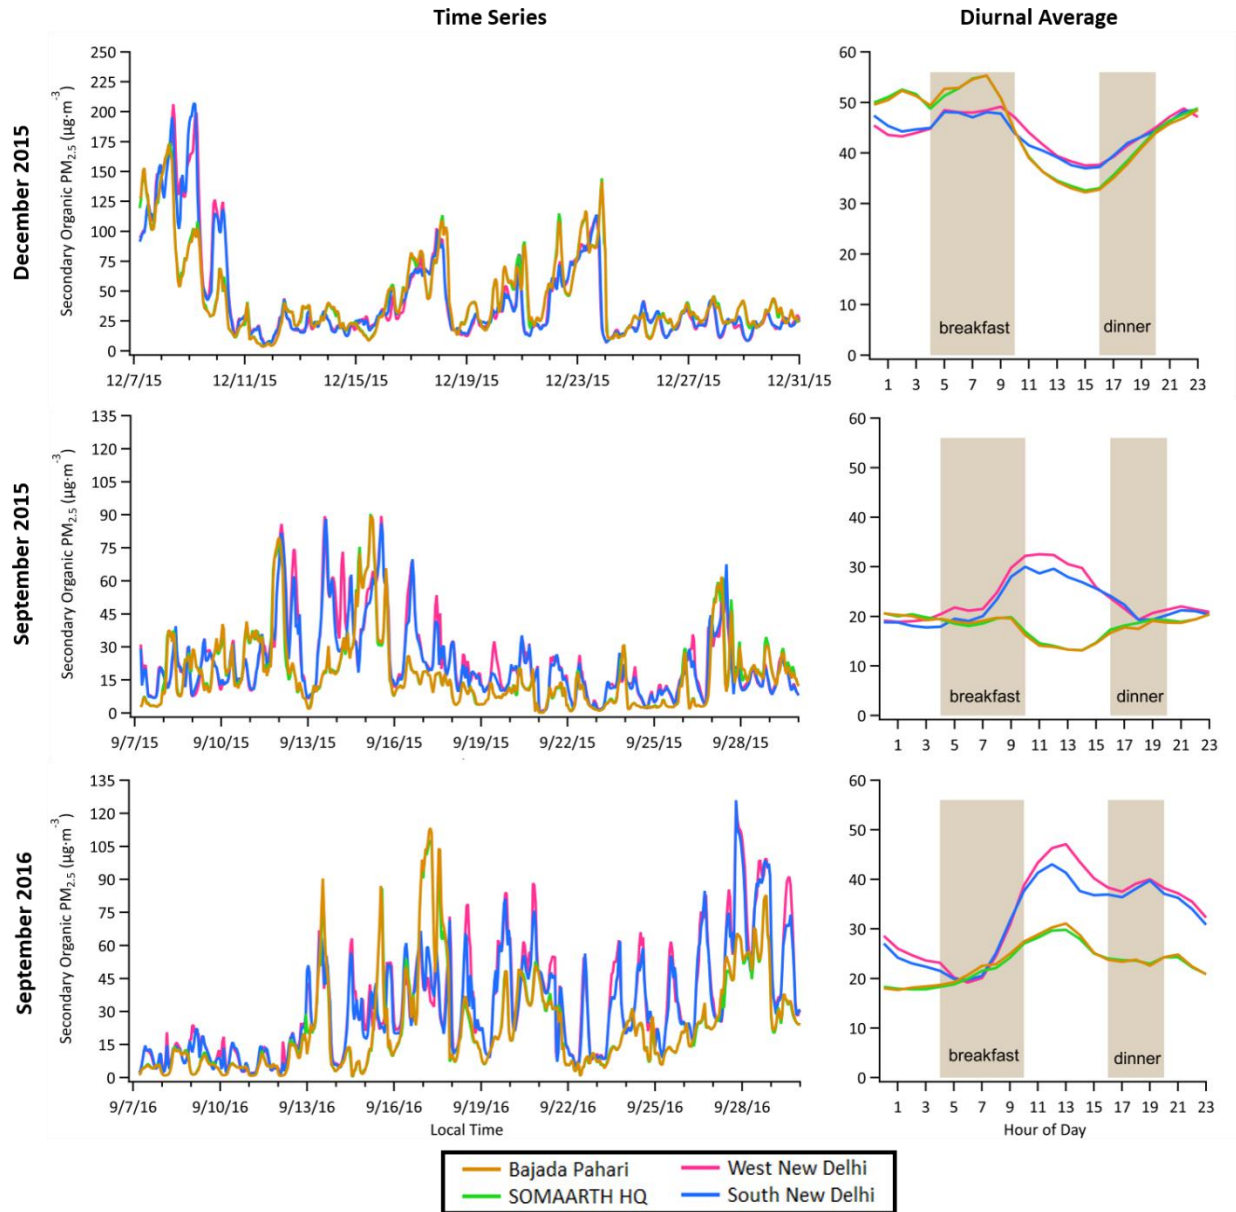 Time Series
Diurnal Average
December 2015
Secondary Organic PM2.5 (µg·m⁻³)
250
225
200
175
150
125
100
75
50
25
0
12/7/15 12/11/15 12/15/15 12/19/15 12/23/15 12/27/15 12/31/15
60
50
40
30
20
10
0
breakfast dinner
1 3 5 7 9 11 13 15 17 19 21 23
September 2015
Secondary Organic PM2.5 (µg·m⁻³)
135
120
105
90
75
60
45
30
15
0
9/7/15 9/10/15 9/13/15 9/16/15 9/19/15 9/22/15 9/25/15 9/28/15
60
50
40
30
20
10
0
breakfast dinner
1 3 5 7 9 11 13 15 17 19 21 23
September 2016
Secondary Organic PM2.5 (µg·m⁻³)
135
120
105
90
75
60
45
30
15
0
9/7/16 9/10/16 9/13/16 9/16/16 9/19/16 9/22/16 9/25/16 9/28/16
Local Time
60
50
40
30
20
10
0
breakfast dinner
1 3 5 7 9 11 13 15 17 19 21 23
Hour of Day
Bajada Pahari West New Delhi
SOMAARTH HQ South New Delhi